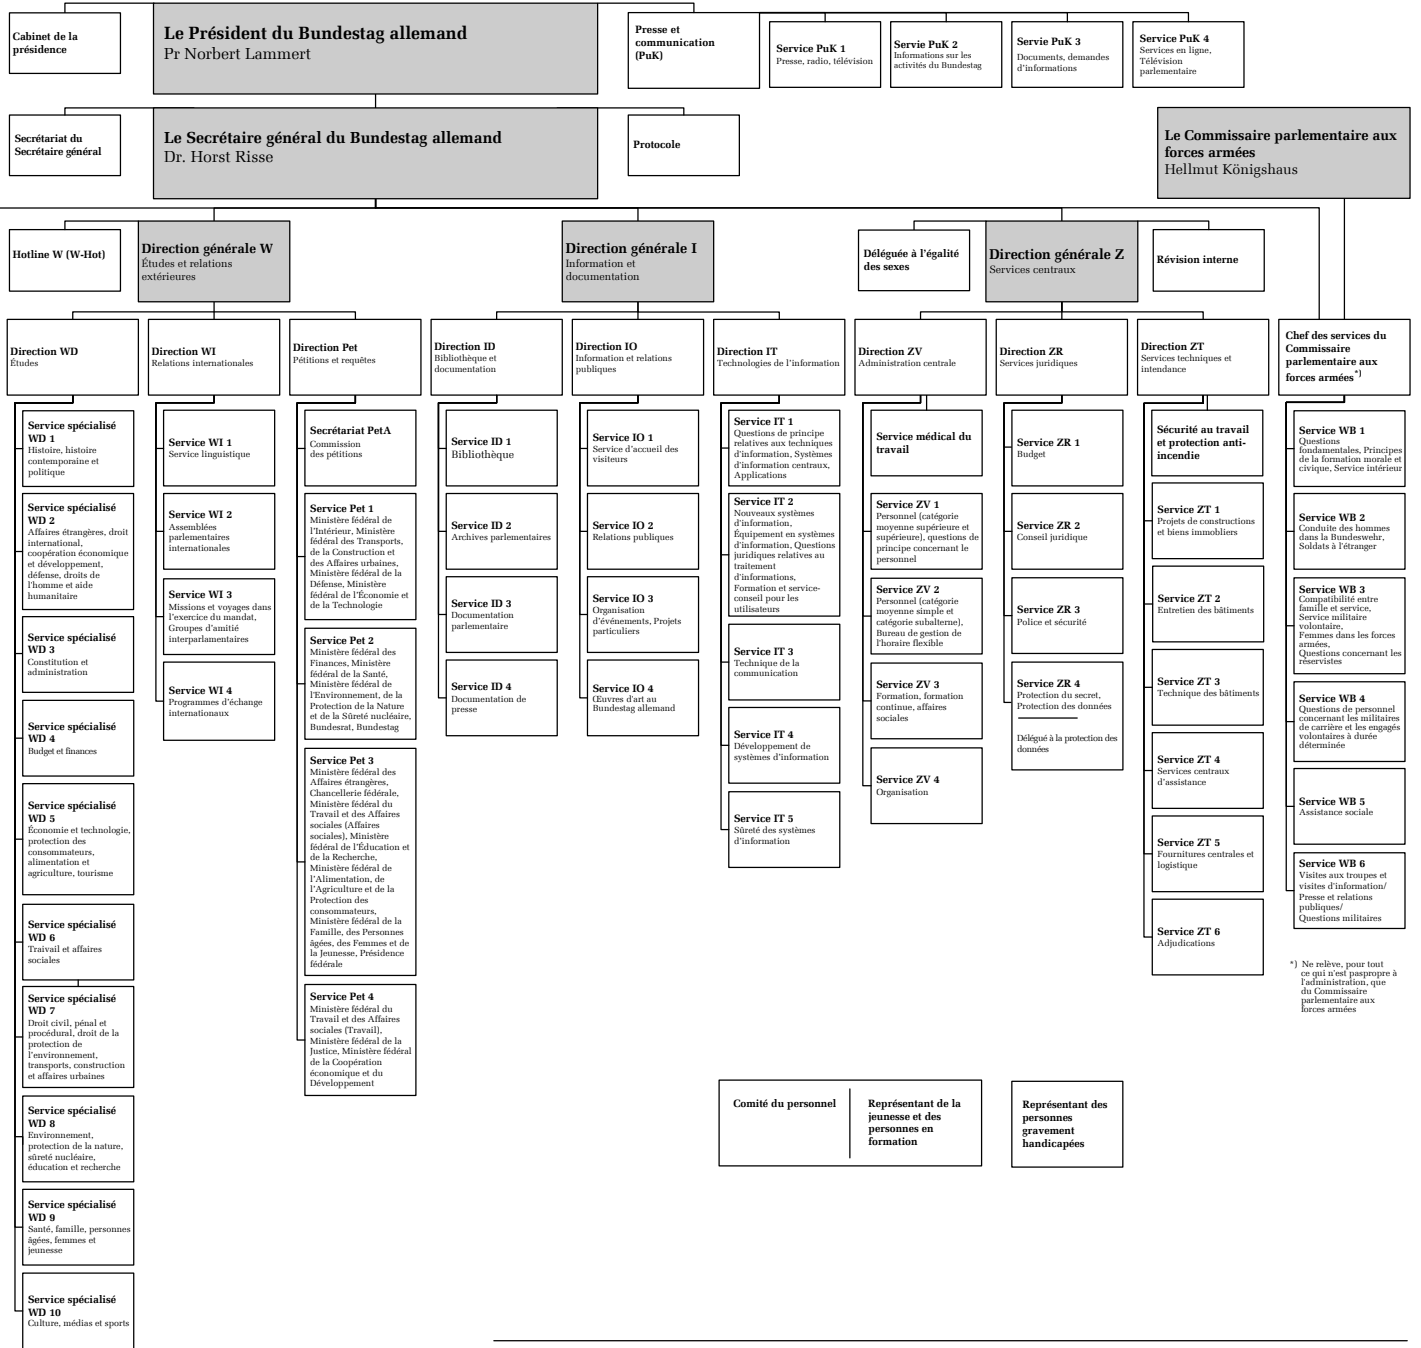 Cabinet de la
présidence
Le Président du Bundestag allemand
Pr Norbert Lammert
Presse et
communication
(PuK)
Service PuK 1
Presse, radio, télévision
Servie PuK 2
Informations sur les
activités du Bundestag
Servie PuK 3
Documents, demandes
d'informations
Service PuK 4
Services en ligne,
Télévision
parlementaire
Secrétariat du
Secrétaire général
Le Secrétaire général du Bundestag allemand
Dr. Horst Risse
Protocole
Le Commissaire parlementaire aux
forces armées
Hellmut Königshaus
Hotline W (W-Hot)
Direction générale W
Études et relations
extérieures
Direction générale I
Information et
documentation
Déléguée à l'égalité
des sexes
Direction générale Z
Services centraux
Révision interne
Direction WD
Études
Direction WI
Relations internationales
Direction Pet
Pétitions et requêtes
Direction ID
Bibliothèque et
documentation
Direction IO
Information et relations
publiques
Direction IT
Technologies de l'information
Direction ZV
Administration centrale
Direction ZR
Services juridiques
Direction ZT
Services techniques et
intendance
Chef des services du
Commissaire
parlementaire aux
forces armées*)
Service spécialisé
WD 1
Histoire, histoire
contemporaine et
politique
Service spécialisé
WD 2
Affaires étrangères, droit
international,
coopération économique
et développement,
défense, droits de
l'homme et aide
humanitaire
Service spécialisé
WD 3
Constitution et
administration
Service spécialisé
WD 4
Budget et finances
Service spécialisé
WD 5
Économie et technologie,
protection des
consommateurs,
alimentation et
agriculture, tourisme
Service spécialisé
WD 6
Traivail et affaires
sociales
Service spécialisé
WD 7
Droit civil, pénal et
procédural, droit de la
protection de
l'environnement,
transports, construction
et affaires urbaines
Service spécialisé
WD 8
Environnement,
protection de la nature,
sûreté nucléaire,
éducation et recherche
Service spécialisé
WD 9
Santé, famille, personnes
âgées, femmes et
jeunesse
Service spécialisé
WD 10
Culture, médias et sports
Service WI 1
Service linguistique
Service WI 2
Assemblées
parlementaires
internationales
Service WI 3
Missions et voyages dans
l'exercice du mandat,
Groupes d'amitié
interparlamentaires
Service WI 4
Programmes d'échange
internationaux
Secrétariat PetA
Commission
des pétitions
Service Pet 1
Ministère fédéral de
l'Intérieur, Ministère
fédéral des Transports,
de la Construction et
des Affaires urbaines,
Ministère fédéral de la
Défense, Ministère
fédéral de l'Économie et
de la Technologie
Service Pet 2
Ministère fédéral des
Finances, Ministère
fédéral de la Santé,
Ministère fédéral de
l'Environnement, de la
Protection de la Nature
et de la Sûreté nucléaire,
Bundesrat, Bundestag
Service Pet 3
Ministère fédéral des
Affaires étrangères,
Chancellerie fédérale,
Ministère fédéral du
Travail et des Affaires
sociales (Affaires
sociales), Ministère
fédéral de l'Éducation et
de la Recherche,
Ministère fédéral de
l'Alimentation, de
l'Agriculture et de la
Protection des
consommateurs,
Ministère fédéral de la
Famille, des Personnes
âgées, des Femmes et de
la Jeunesse, Présidence
fédérale
Service Pet 4
Ministère fédéral du
Travail et des Affaires
sociales (Travail),
Ministère fédéral de la
Justice, Ministère fédéral
de la Coopération
économique et du
Développement
Service ID 1
Bibliothèque
Service ID 2
Archives parlementaires
Service ID 3
Documentation
parlementaire
Service ID 4
Documentation de
presse
Service IO 1
Service d'accueil des
visiteurs
Service IO 2
Relations publiques
Service IO 3
Organisation
d'événements, Projets
particuliers
Service IO 4
Œuvres d'art au
Bundestag allemand
Service IT 1
Questions de principe
relatives aux techniques
d'information, Systèmes
d'information centraux,
Applications
Service IT 2
Nouveaux systèmes
d'information,
Équipement en systèmes
d'information, Questions
juridiques relatives au
traitement
d'informations,
Formation et service-
conseil pour les
utilisateurs
Service IT 3
Technique de la
communication
Service IT 4
Développement de
systèmes d'information
Service IT 5
Sûreté des systèmes
d'information
Service médical du
travail
Service ZV 1
Personnel (catégorie
moyenne supérieure et
supérieure), questions de
principe concernant le
personnel
Service ZV 2
Personnel (catégorie
moyenne simple et
catégorie subalterne),
Bureau de gestion de
l'horaire flexible
Service ZV 3
Formation, formation
continue, affaires
sociales
Service ZV 4
Organisation
Service ZR 1
Budget
Service ZR 2
Conseil juridique
Service ZR 3
Police et sécurité
Service ZR 4
Protection du secret,
Protection des données
Délégué à la protection des
données
Sécurité au travail
et protection anti-
incendie
Service ZT 1
Projets de constructions
et biens immobliers
Service ZT 2
Entretien des bâtiments
Service ZT 3
Technique des bâtiments
Service ZT 4
Services centraux
d'assistance
Service ZT 5
Fournitures centrales et
logistique
Service ZT 6
Adjudications
Service WB 1
Questions
fondamentales, Principes
de la formation morale et
civique, Service intérieur
Service WB 2
Conduite des hommes
dans la Bundeswehr,
Soldats à l'étranger
Service WB 3
Compatibilité entre
famille et service,
Service militaire
volontaire,
Femmes dans les forces
armées,
Questions concernant les
réservistes
Service WB 4
Questions de personnel
concernant les militaires
de carrière et les engagés
volontaires à durée
déterminée
Service WB 5
Assistance sociale
Service WB 6
Visites aux troupes et
visites d'information/
Presse et relations
publiques/
Questions militaires
*) Ne relève, pour tout
ce qui n'est paspropre à
l'administration, que
du Commissaire
parlementaire aux
forces armées
Comité du personnel
Représentant de la
jeunesse et des
personnes en
formation
Représentant des
personnes
gravement
handicapées